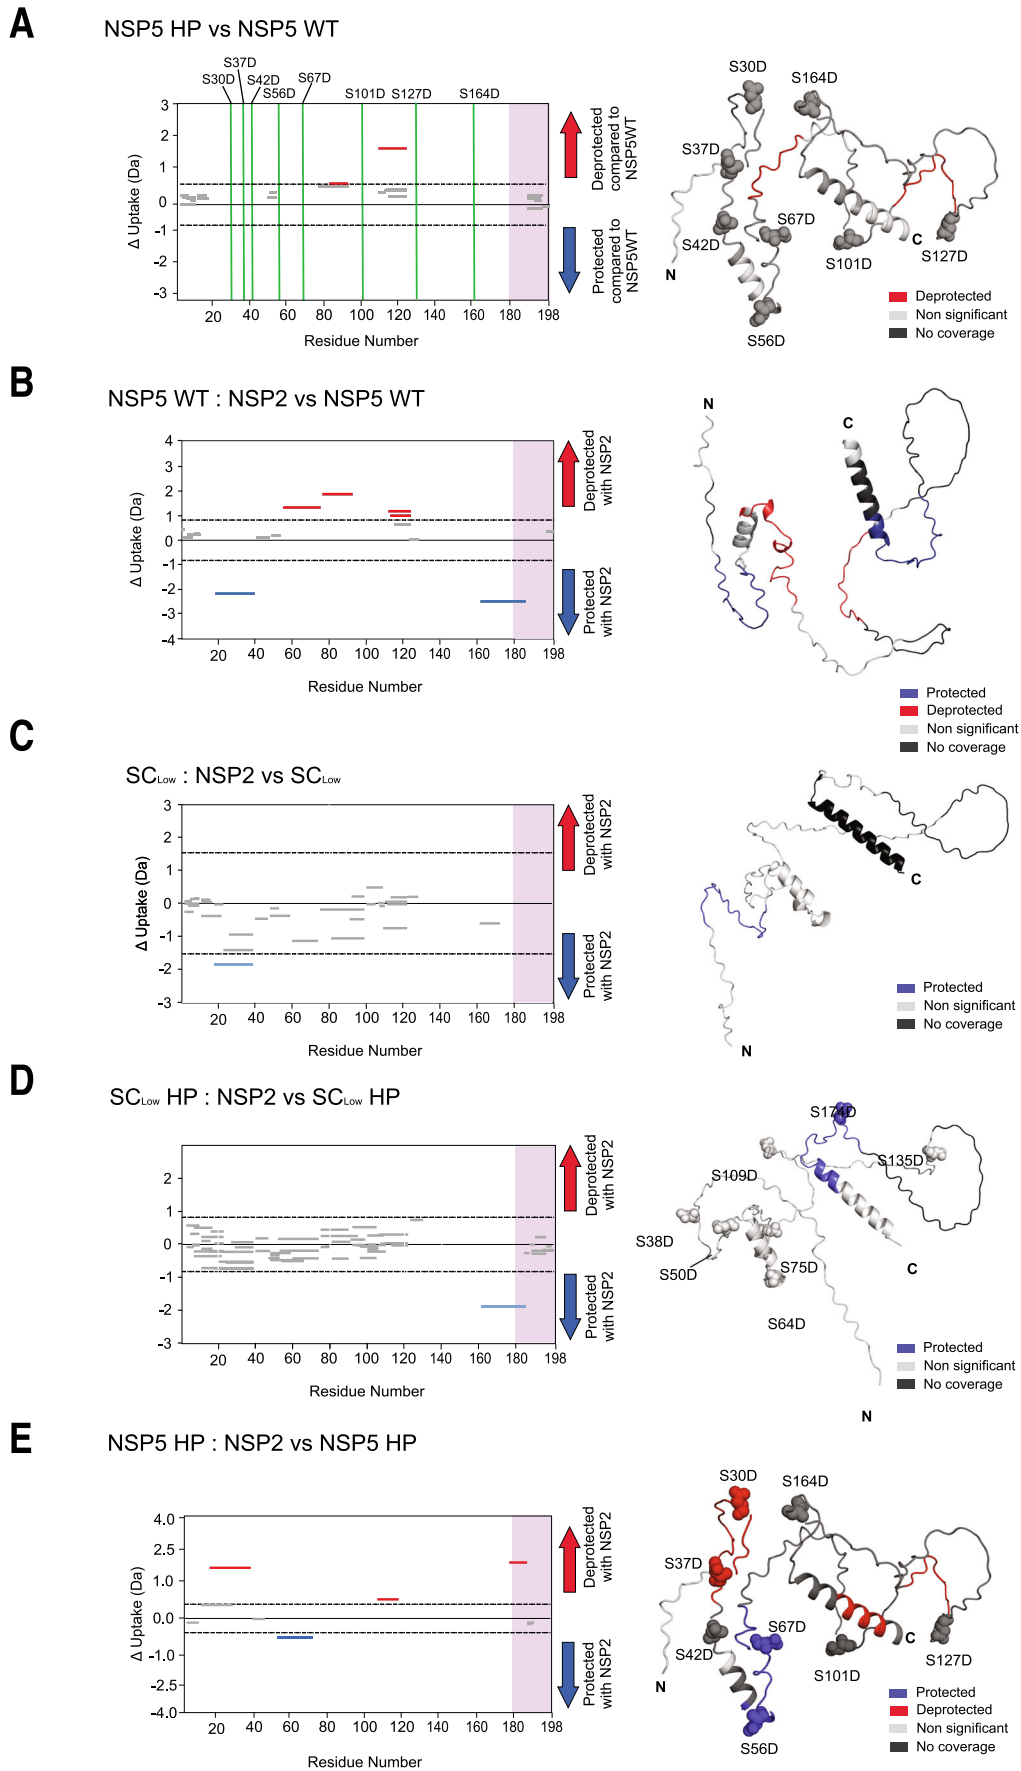 A
NSP5 HP vs NSP5 WT
S37D
S30D
S42D
S67D
S56D
S101D
S127D
S164D
3
2
1
0
-1
-2
-3
Δ Uptake (Da)
20
40
60
80
100
120
140
160
180
198
Residue Number
Deprotected
compared to
NSP5WT
Protected
compared to
NSP5WT
S30D
S164D
S37D
S67D
S42D
N
C
S101D
S127D
S56D
Deprotected
Non significant
No coverage
B
NSP5 WT : NSP2 vs NSP5 WT
4
3
2
1
0
-1
-2
-3
-4
Δ Uptake (Da)
20
40
60
80
100
120
140
160
180
198
Residue Number
Deprotected
with NSP2
Protected
with NSP2
N
C
Protected
Deprotected
Non significant
No coverage
C
SCLow : NSP2 vs SCLow
3
2
1
0
-1
-2
-3
Δ Uptake (Da)
20
40
60
80
100
120
140
160
180
198
Residue Number
Deprotected
with NSP2
Protected
with NSP2
C
N
Protected
Non significant
No coverage
D
SCLow HP : NSP2 vs SCLow HP
2
1
0
-1
-2
-3
Δ Uptake (Da)
20
40
60
80
100
120
140
160
180
198
Residue Number
Deprotected
with NSP2
Protected
with NSP2
S174D
S135D
S109D
S38D
S50D
S75D
C
S64D
N
Protected
Non significant
No coverage
E
NSP5 HP : NSP2 vs NSP5 HP
4.0
2.5
1.0
0.0
-1.0
-2.5
-4.0
Δ Uptake (Da)
20
40
60
80
100
120
140
160
180
198
Residue Number
Deprotected
with NSP2
Protected
with NSP2
S30D
S164D
S37D
S67D
S42D
C
N
S101D
S127D
S56D
Protected
Deprotected
Non significant
No coverage